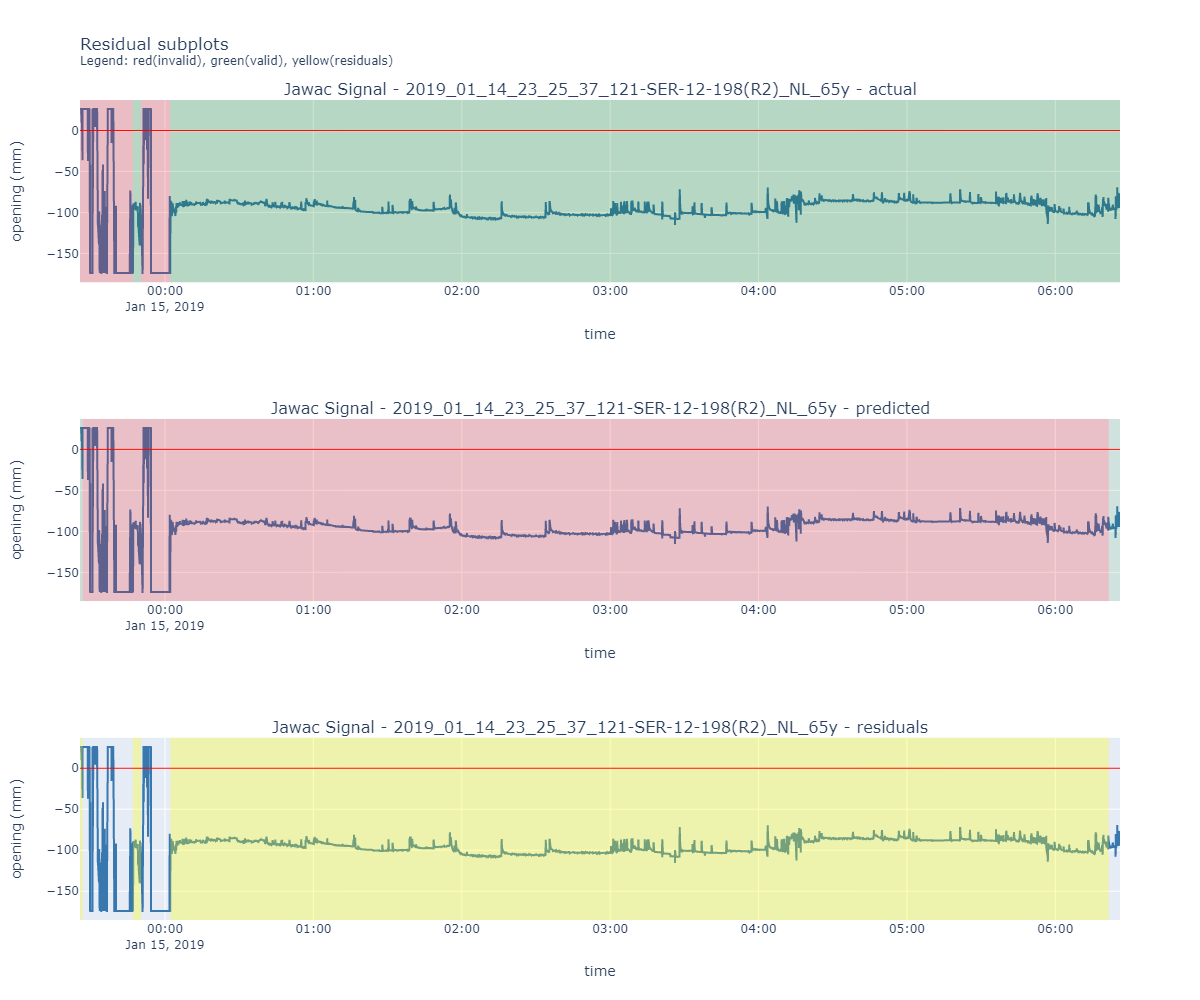 Residual subplots
Legend: red(invalid), green(valid), yellow(residuals)
Jawac Signal - 2019_01_14_23_25_37_121-SER-12-198(R2)_NL_65y - actual
opening (mm)
0
−50
−100
−150
00:00 01:00 02:00 03:00 04:00 05:00 06:00
Jan 15, 2019
time
Jawac Signal - 2019_01_14_23_25_37_121-SER-12-198(R2)_NL_65y - predicted
opening (mm)
0
−50
−100
−150
00:00 01:00 02:00 03:00 04:00 05:00 06:00
Jan 15, 2019
time
Jawac Signal - 2019_01_14_23_25_37_121-SER-12-198(R2)_NL_65y - residuals
opening (mm)
0
−50
−100
−150
00:00 01:00 02:00 03:00 04:00 05:00 06:00
Jan 15, 2019
time